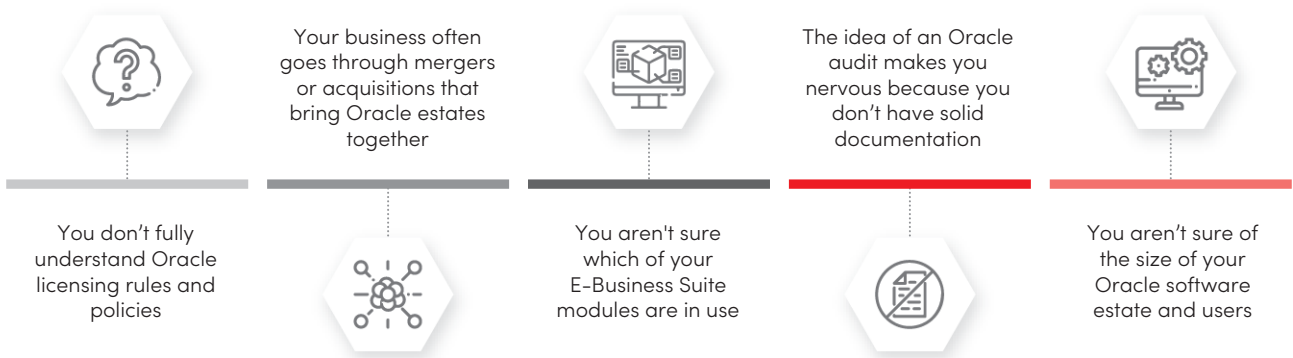 You don’t fully
understand Oracle
licensing rules and
policies
Your business often
goes through mergers
or acquisitions that
bring Oracle estates
together
You aren't sure
which of your
E-Business Suite
modules are in use
The idea of an Oracle
audit makes you
nervous because you
don’t have solid
documentation
You aren’t sure of
the size of your
Oracle software
estate and users